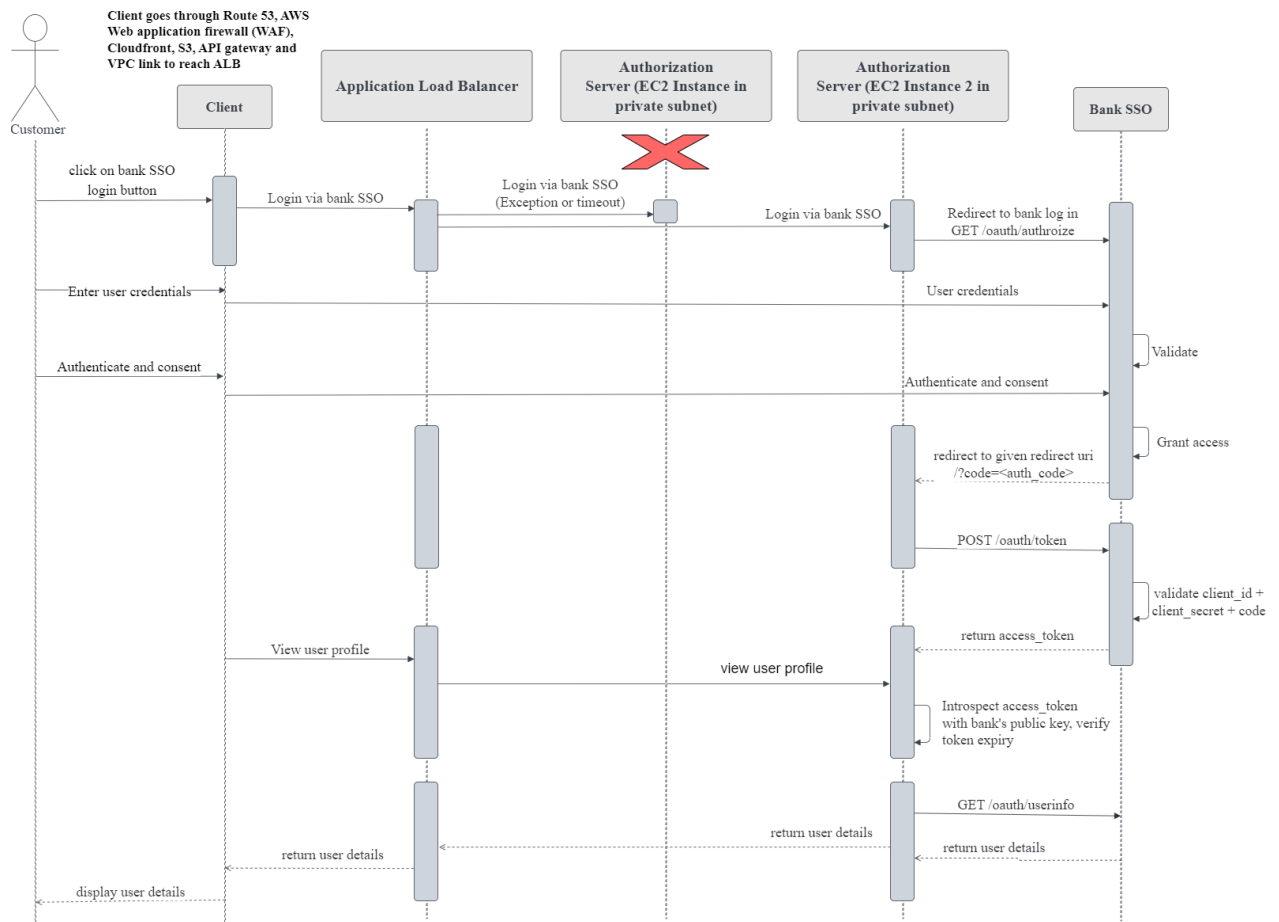 Client goes through Route 53, AWS
Web application firewall (WAF),
Cloudfront, S3, API gateway and
VPC link to reach ALB
Customer
Client
Application Load Balancer
Authorization
Server (EC2 Instance in
private subnet)
Authorization
Server (EC2 Instance 2 in
private subnet)
Bank SSO
click on bank SSO
login button
Login via bank SSO
Login via bank SSO
(Exception or timeout)
Login via bank SSO
Redirect to bank log in
GET /oauth/authroize
Enter user credentials
User credentials
Validate
Authenticate and consent
Authenticate and consent
Grant access
redirect to given redirect uri
/?code=<auth_code>
POST /oauth/token
validate client_id +
client_secret + code
return access_token
View user profile
view user profile
Introspect access_token
with bank's public key, verify
token expiry
GET /oauth/userinfo
return user details
return user details
return user details
display user details